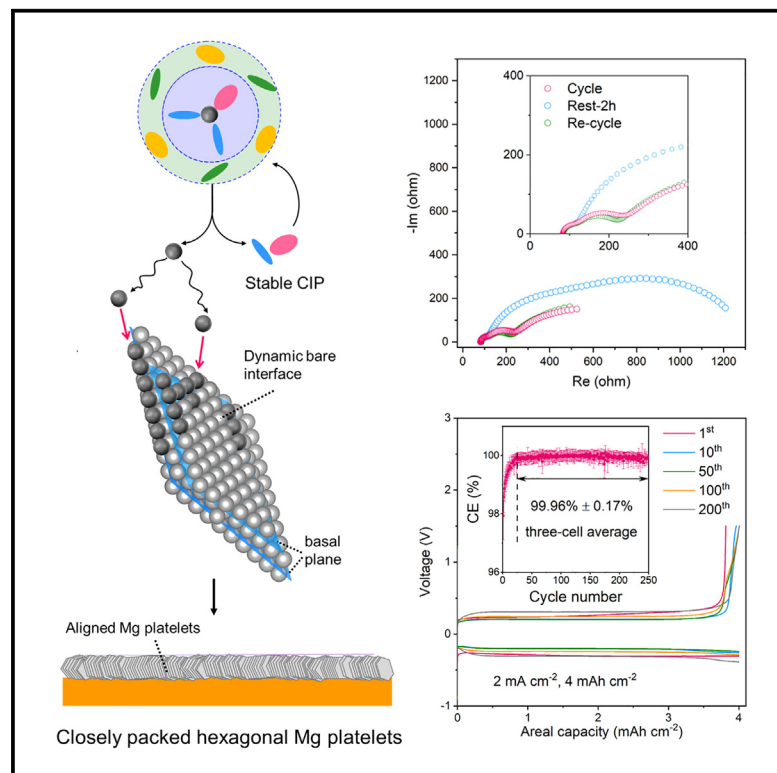 Stable CIP
Dynamic bare
interface
basal
plane
Aligned Mg platelets
Closely packed hexagonal Mg platelets
1200
1000
800
600
400
200
0
-Im (ohm)
400
200
0
0 200 400
Cycle
Rest-2h
Re-cycle
0 200 400 600 800 1000 1200
Re (ohm)
3
2
1
0
-1
Voltage (V)
100
98
96
CE (%)
99.96% ± 0.17%
three-cell average
0 50 100 150 200 250
Cycle number
1st
10th
50th
100th
200th
2 mA cm-2, 4 mAh cm-2
0 1 2 3 4
Areal capacity (mAh cm-2)